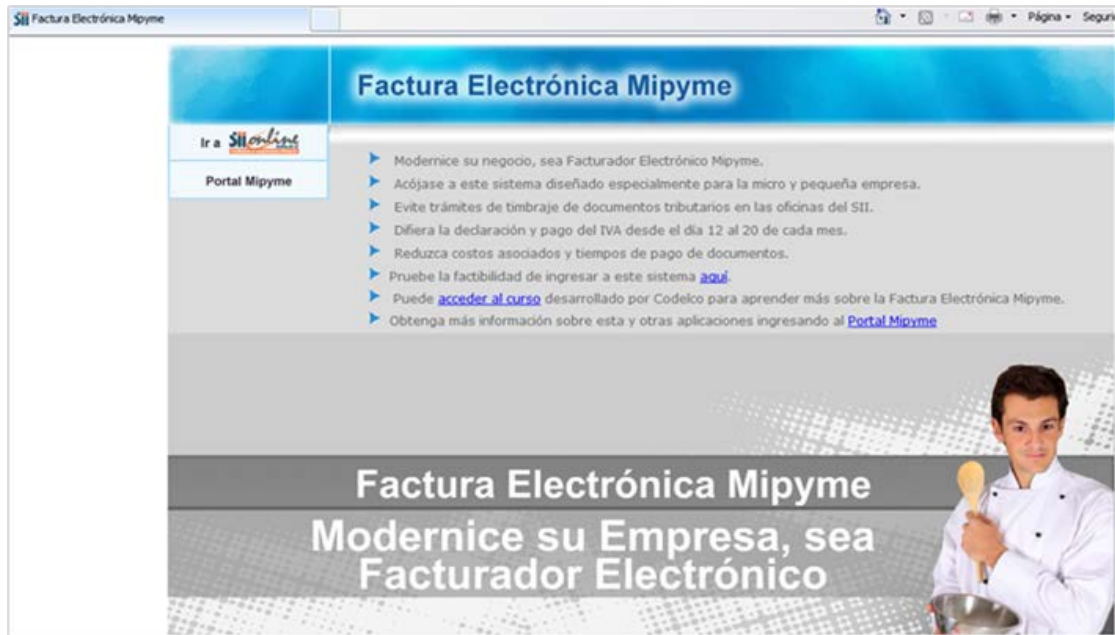 SII Factura Electrónica Mipyme
Página
Factura Electrónica Mipyme
Ir a SII online
Portal Mipyme
Modernice su negocio, sea Facturador Electrónico Mipyme.
Acójase a este sistema diseñado especialmente para la micro y pequeña empresa.
Evite trámites de timbraje de documentos tributarios en las oficinas del SII.
Difiera la declaración y pago del IVA desde el día 12 al 20 de cada mes.
Reduzca costos asociados y tiempos de pago de documentos.
Pruebe la factibilidad de ingresar a este sistema aquí.
Puede acceder al curso desarrollado por Codelco para aprender más sobre la Factura Electrónica Mipyme.
Obtenga más información sobre esta y otras aplicaciones ingresando al Portal Mipyme
Factura Electrónica Mipyme
Modernice su Empresa, sea
Facturador Electrónico